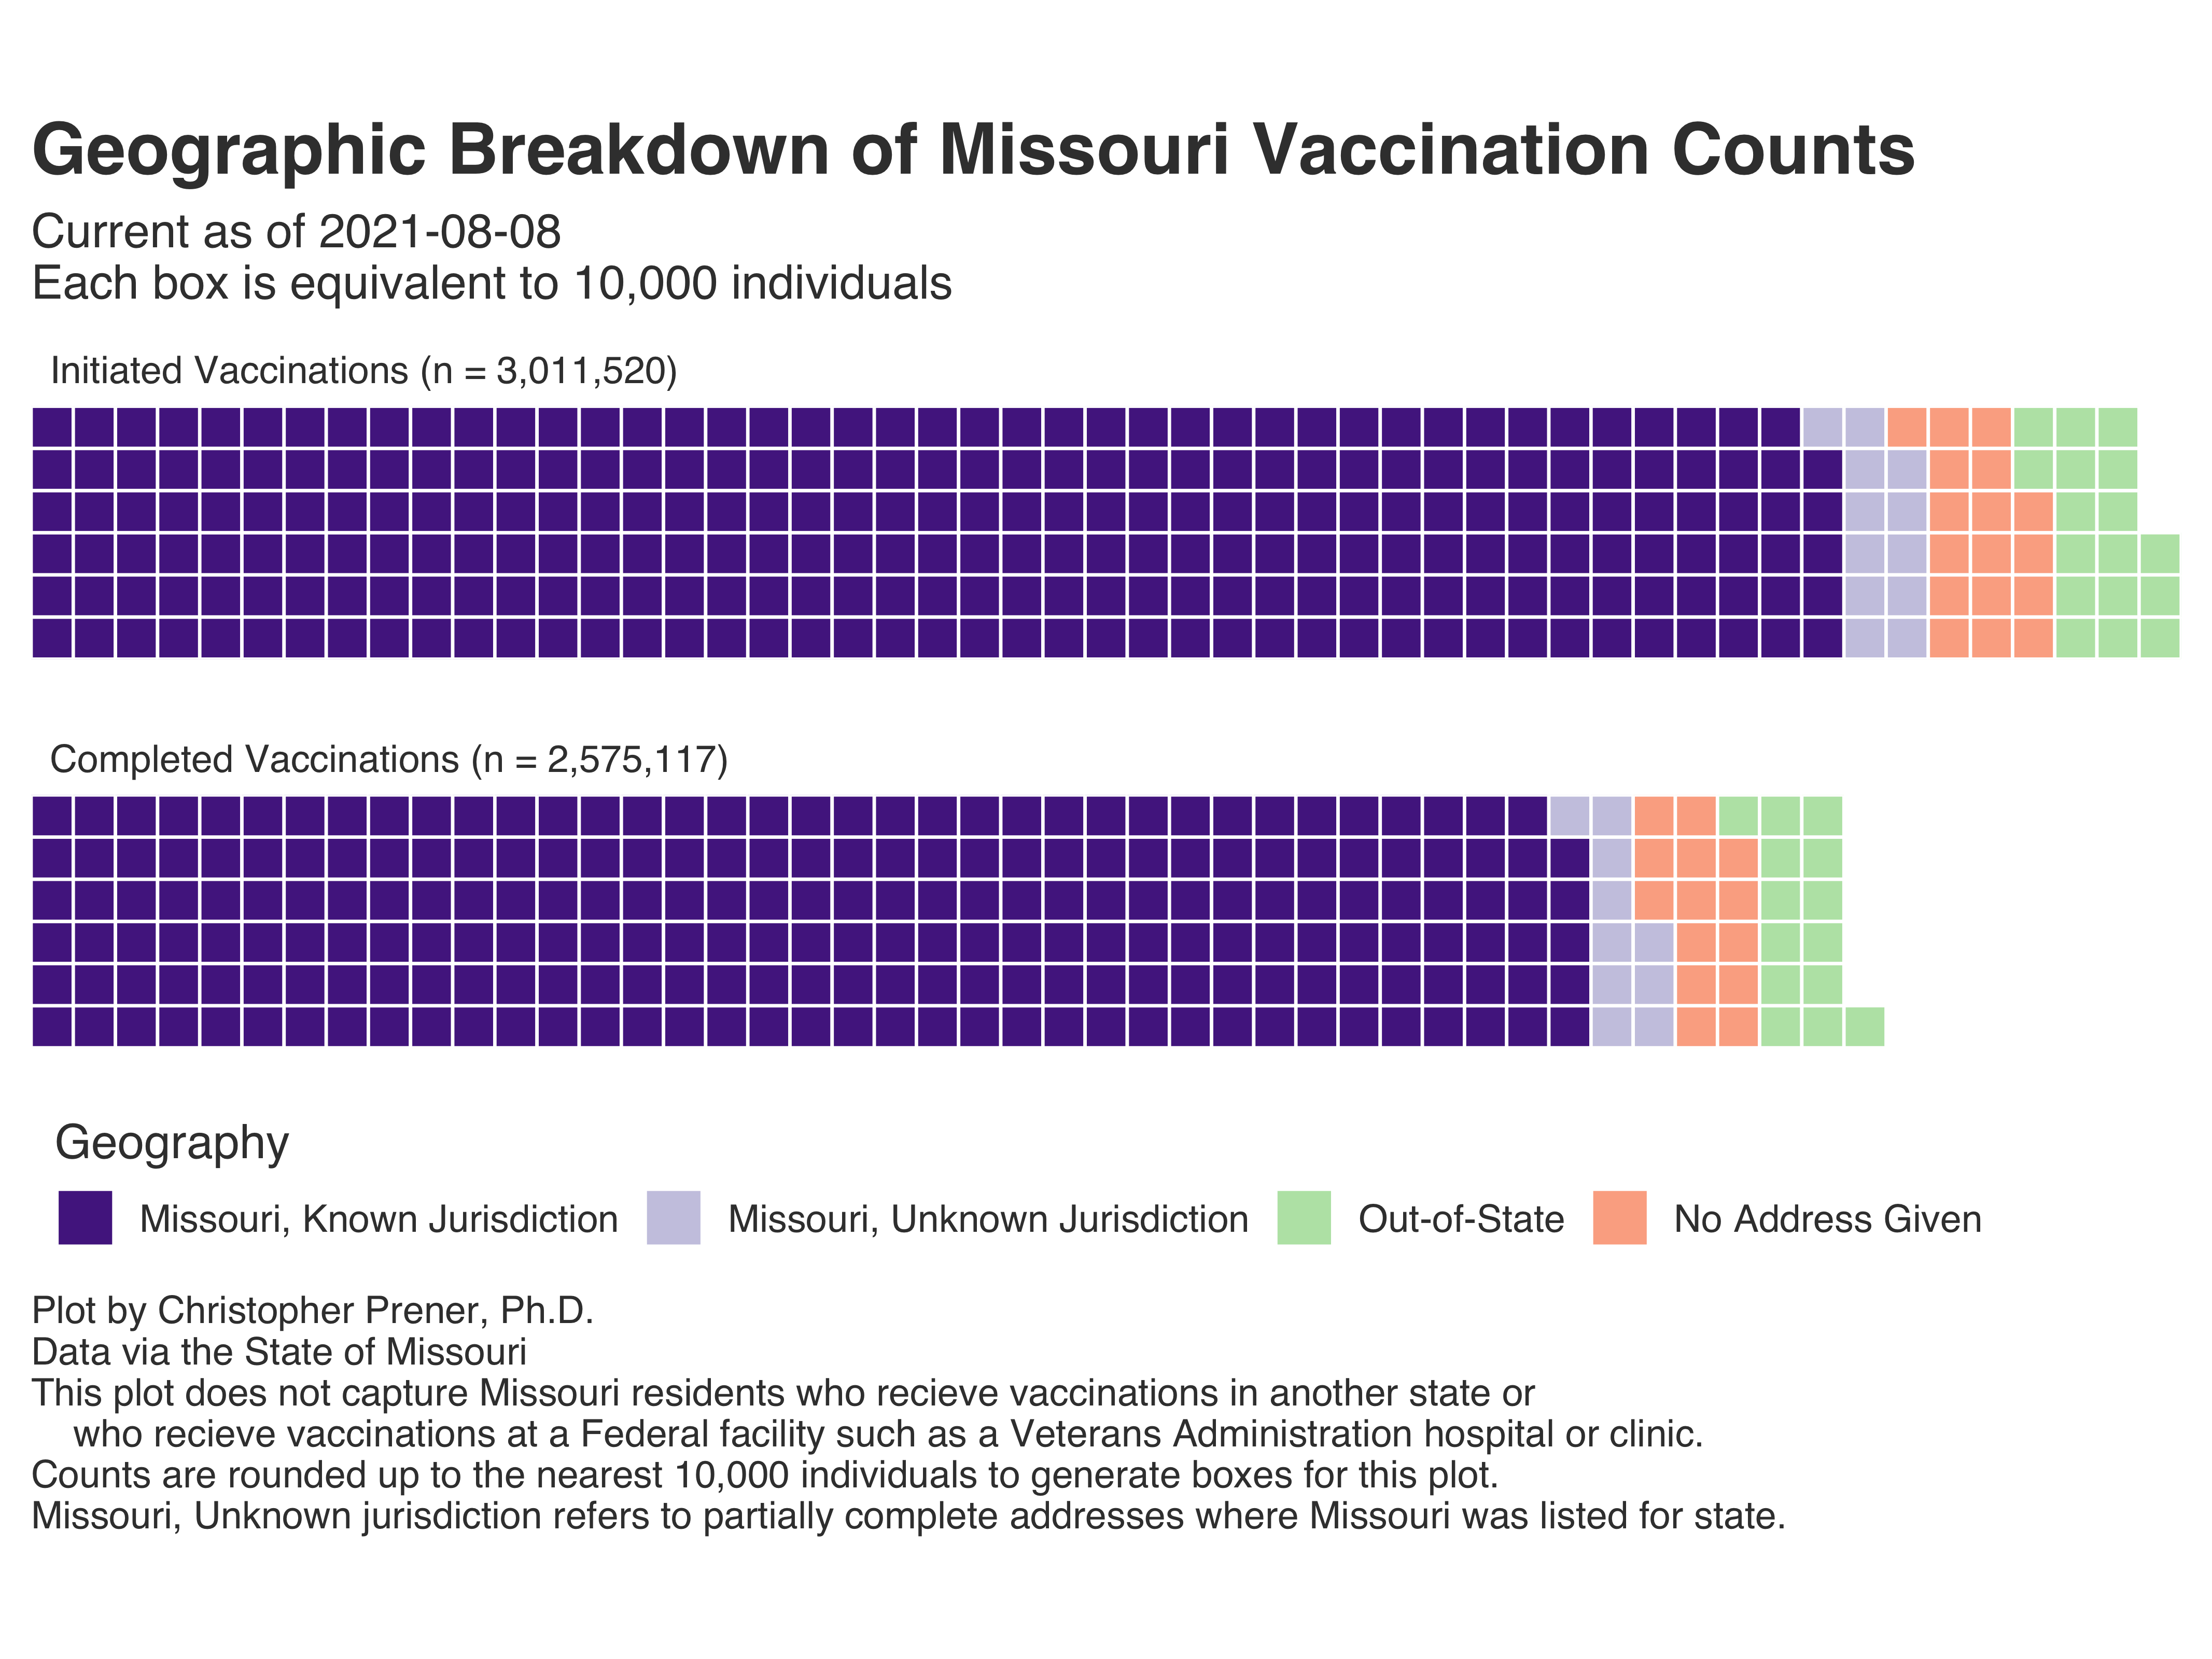 Geographic Breakdown of Missouri Vaccination Counts
Current as of 2021-08-08
Each box is equivalent to 10,000 individuals
Initiated Vaccinations (n = 3,011,520)
Completed Vaccinations (n = 2,575,117)
Geography
Missouri, Known Jurisdiction Missouri, Unknown Jurisdiction Out-of-State No Address Given
Plot by Christopher Prener, Ph.D.
Data via the State of Missouri
This plot does not capture Missouri residents who recieve vaccinations in another state or
who recieve vaccinations at a Federal facility such as a Veterans Administration hospital or clinic.
Counts are rounded up to the nearest 10,000 individuals to generate boxes for this plot.
Missouri, Unknown jurisdiction refers to partially complete addresses where Missouri was listed for state.